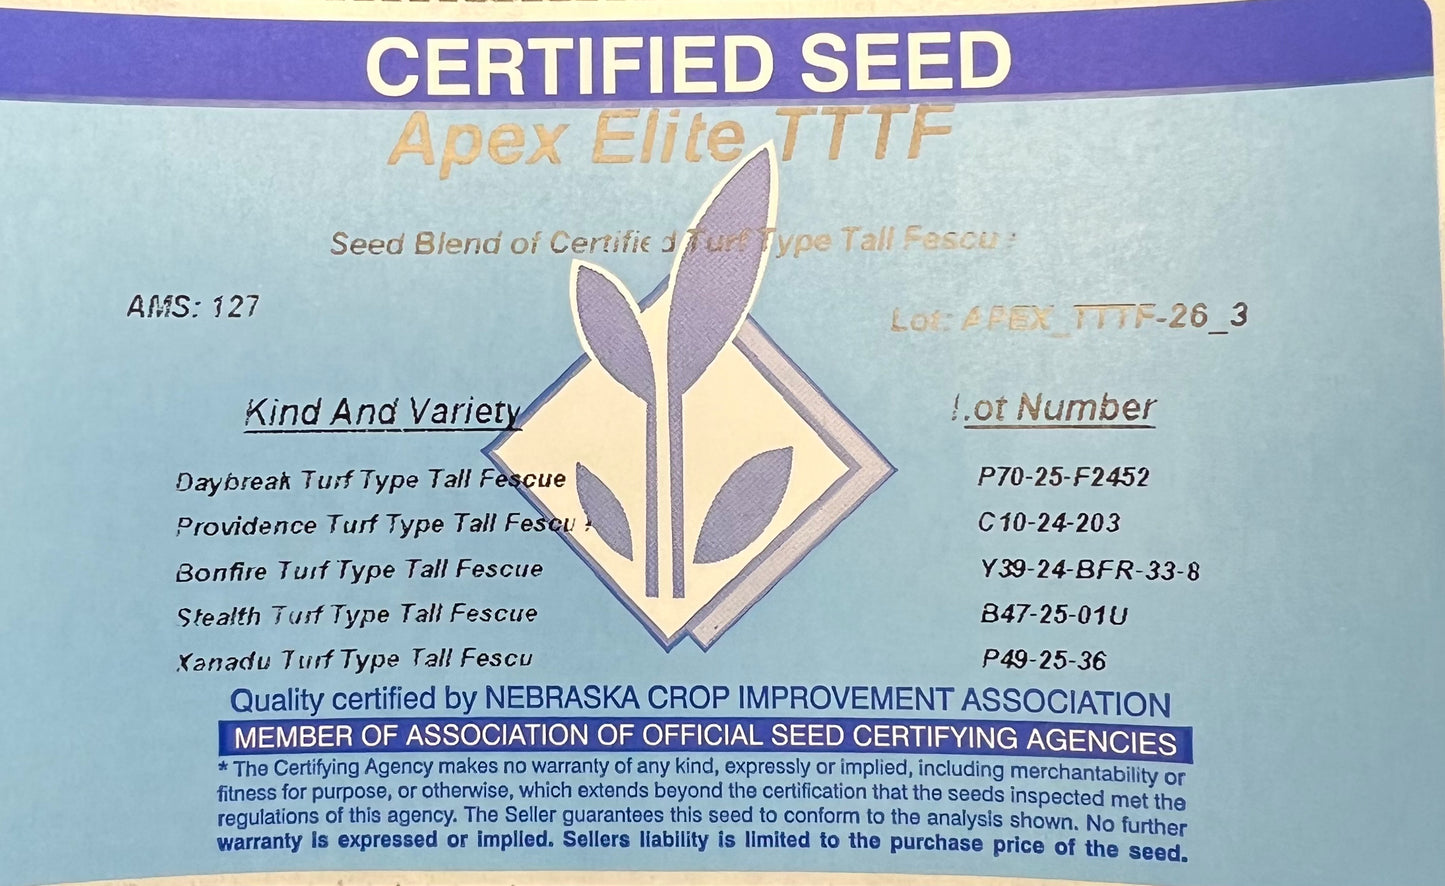 CERTIFIED SEED
Apex Elite TTTF
Seed Blend of Certified Turf Type Tall Fescu
AMS: 127
Lot: APEX_TTTF-26_3
Kind And Variety
Lot Number
Daybreak Turf Type Tall Fescue
P70-25-F2452
Providence Turf Type Tall Fescu
C10-24-203
Bonfire Turf Type Tall Fescue
Y39-24-BFR-33-8
Stealth Turf Type Tall Fescue
B47-25-01U
Xanadu Turf Type Tall Fescu
P49-25-36
Quality certified by NEBRASKA CROP IMPROVEMENT ASSOCIATION
MEMBER OF ASSOCIATION OF OFFICIAL SEED CERTIFYING AGENCIES
* The Certifying Agency makes no warranty of any kind, expressly or implied, including merchantability or
fitness for purpose, or otherwise, which extends beyond the certification that the seeds inspected met the
regulations of this agency. The Seller guarantees this seed to conform to the analysis shown. No further
warranty is expressed or implied. Sellers liability is limited to the purchase price of the seed.